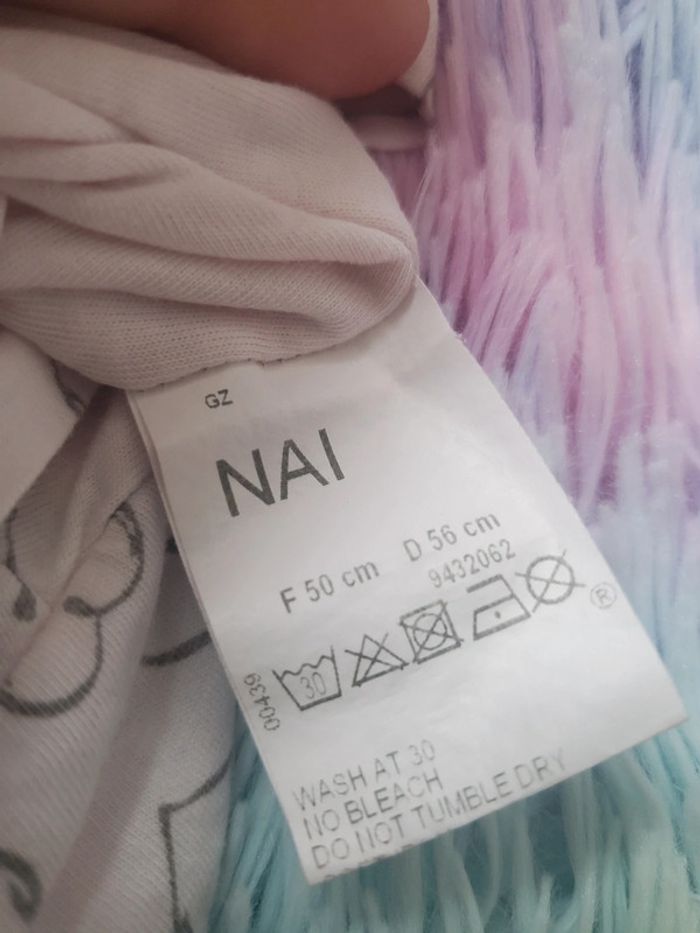 GZ
NAI
F 50 cm D 56 cm
9432062
30
®
00439
WASH AT 30
NO BLEACH
DO NOT TUMBLE DRY